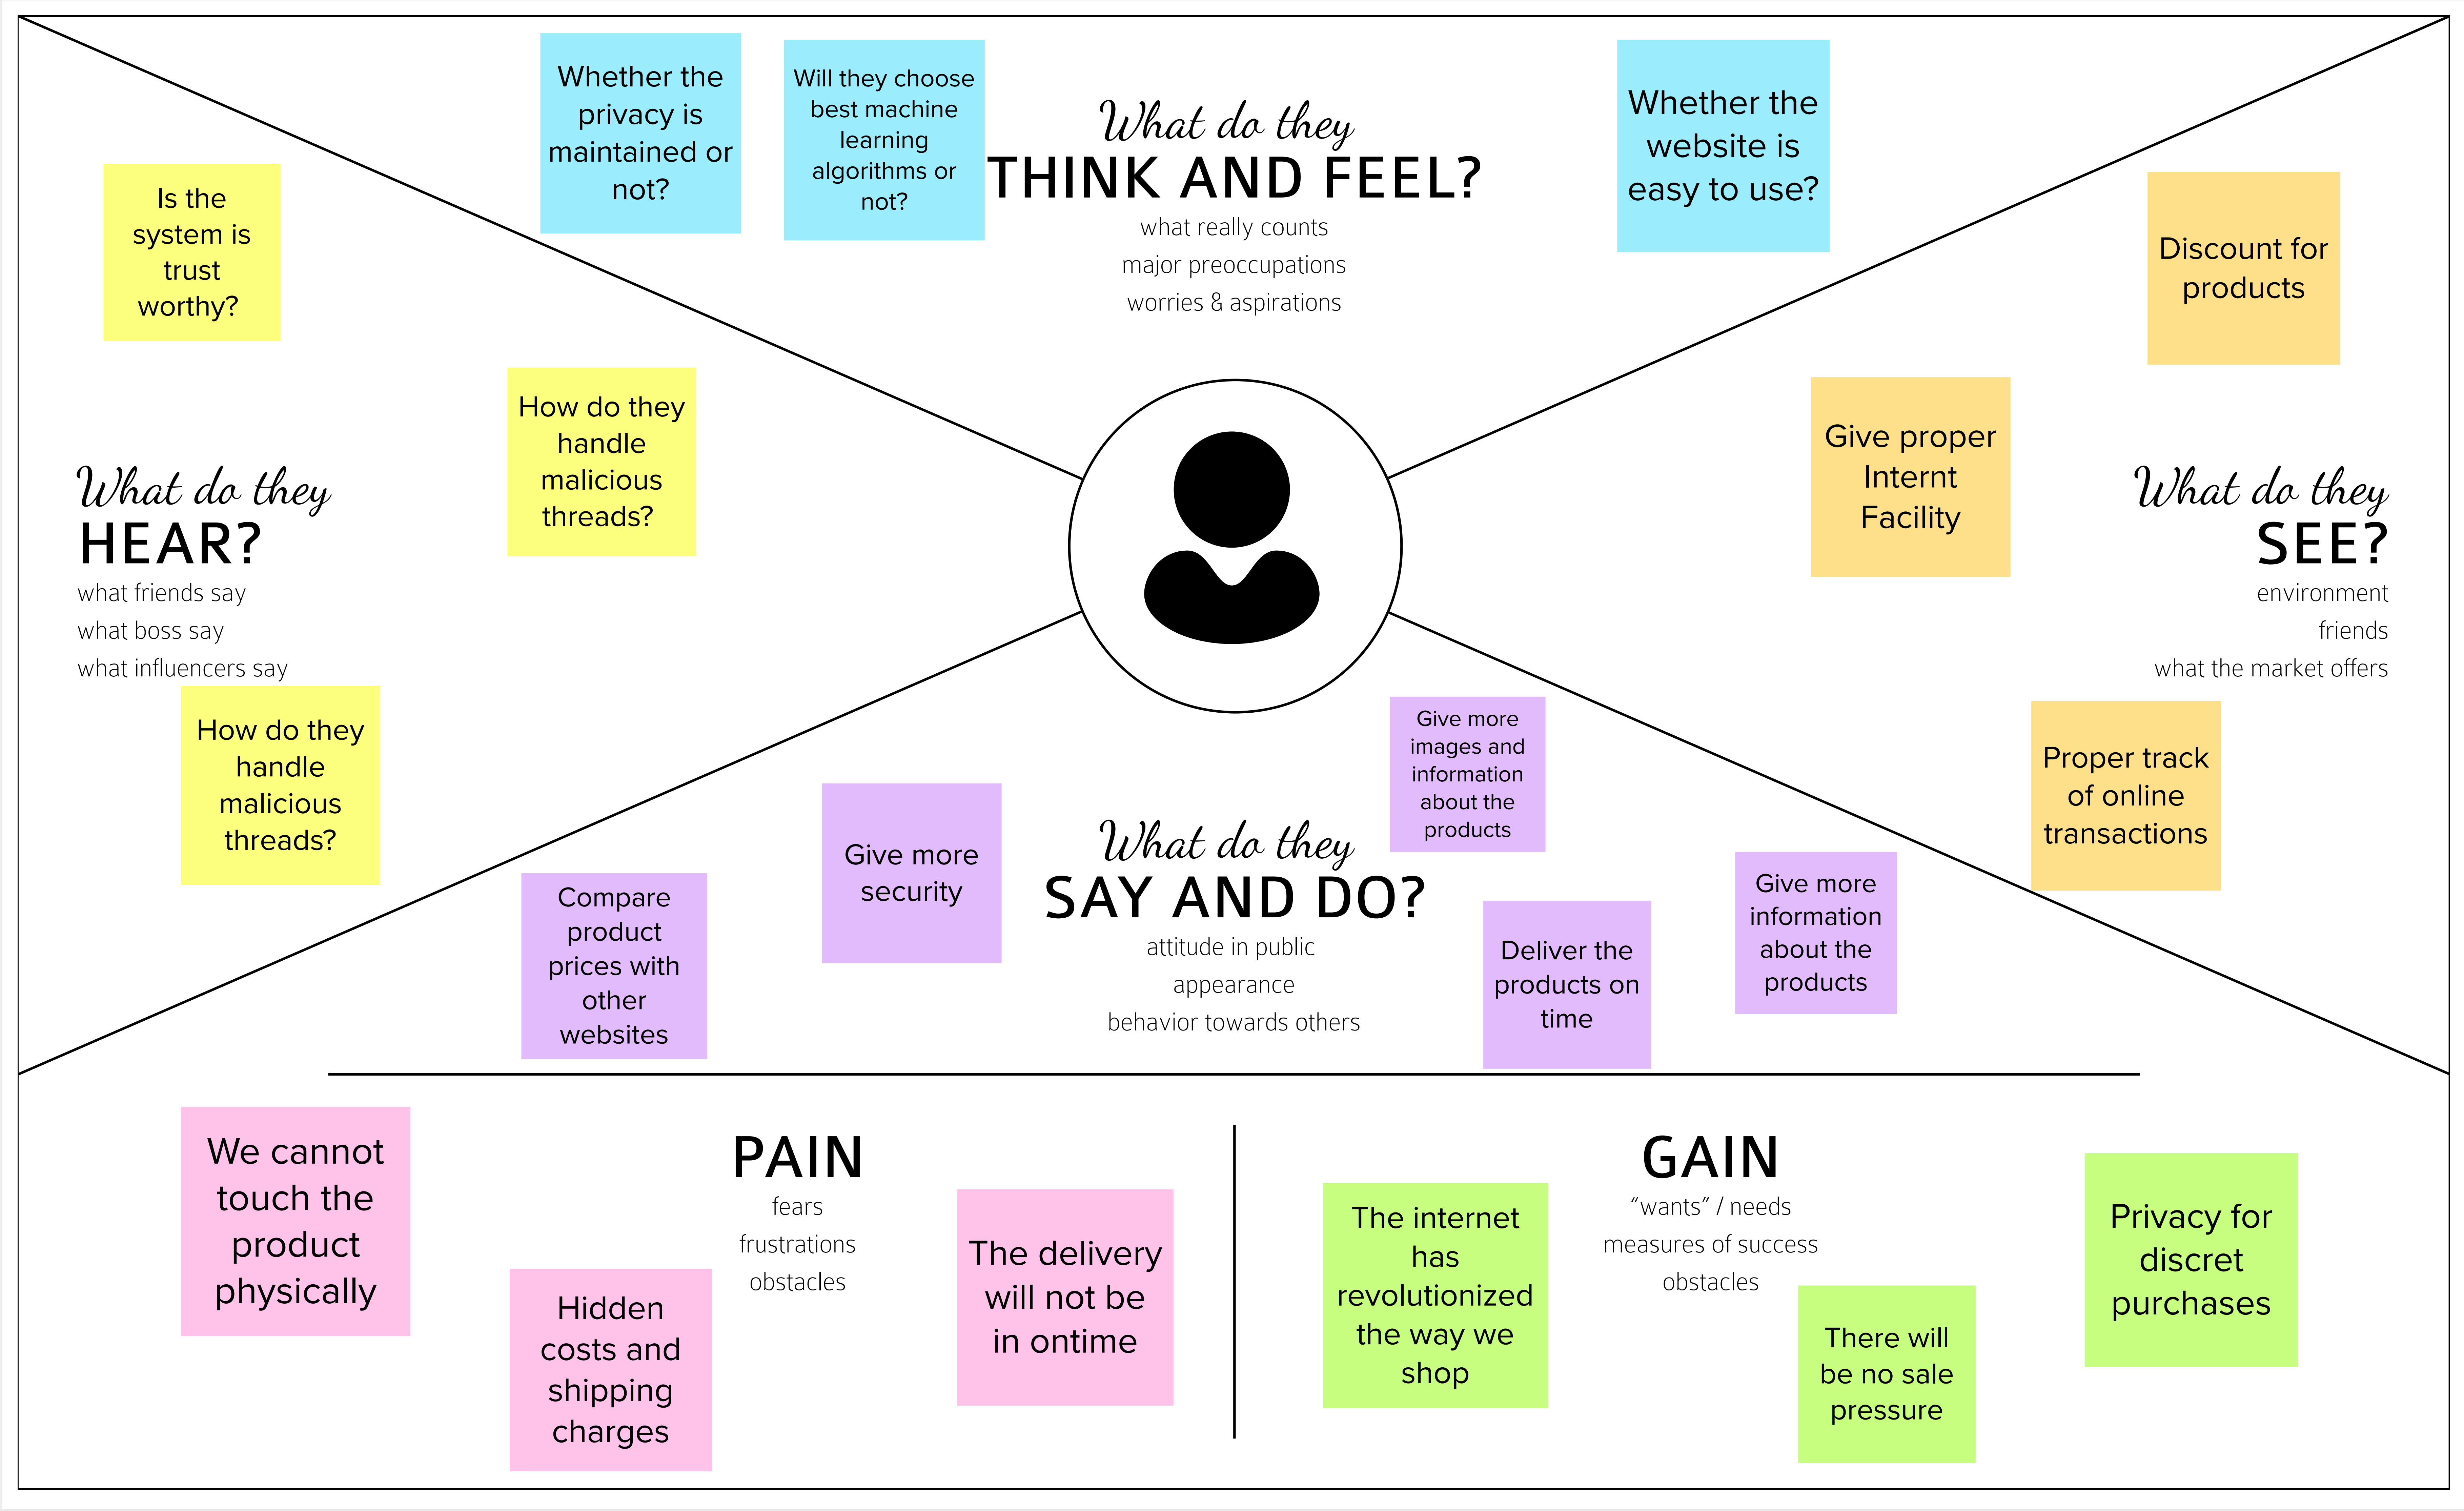 Whether the
privacy is
maintained or
not?
Will they choose
best machine
learning
algorithms or
not?
What do they
THINK AND FEEL?
what really counts
major preoccupations
worries & aspirations
Whether the
website is
easy to use?
Is the
system is
trust
worthy?
How do they
handle
malicious
threads?
What do they
HEAR?
what friends say
what boss say
what influencers say
How do they
handle
malicious
threads?
Discount for
products
Give proper
Internt
Facility
What do they
SEE?
environment
friends
what the market offers
Proper track
of online
transactions
Compare
product
prices with
other
websites
Give more
security
What do they
SAY AND DO?
attitude in public
appearance
behavior towards others
Give more
images and
information
about the
products
Deliver the
products on
time
Give more
information
about the
products
We cannot
touch the
product
physically
Hidden
costs and
shipping
charges
PAIN
fears
frustrations
obstacles
The delivery
will not be
in ontime
The internet
has
revolutionized
the way we
shop
GAIN
“wants” / needs
measures of success
obstacles
There will
be no sale
pressure
Privacy for
discret
purchases